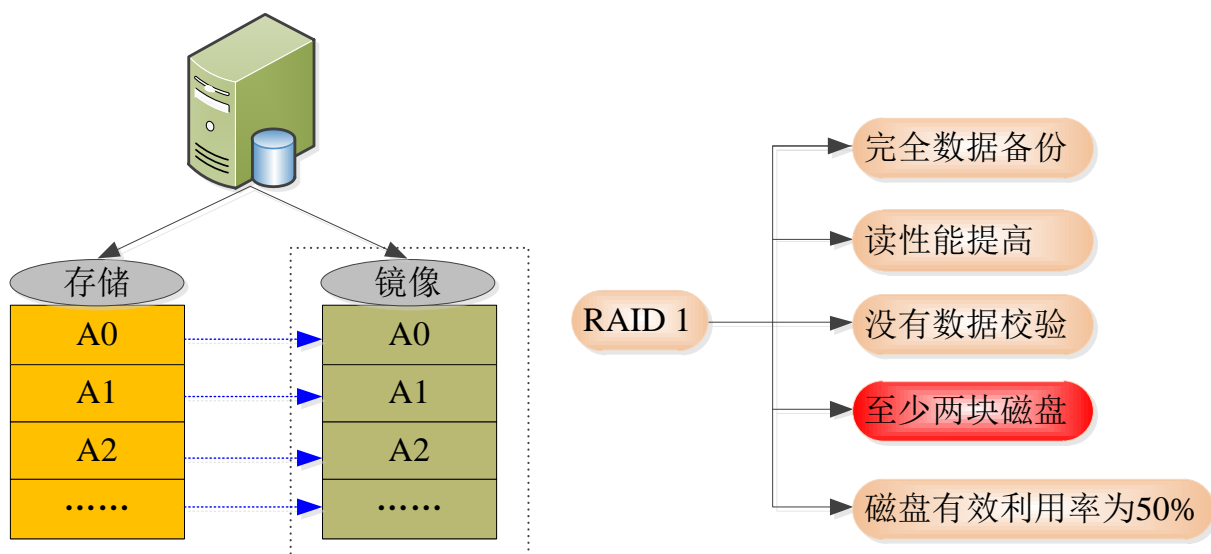 存储
A0
A1
A2
……
镜像
A0
A1
A2
……
RAID 1
完全数据备份
读性能提高
没有数据校验
至少两块磁盘
磁盘有效利用率为50%